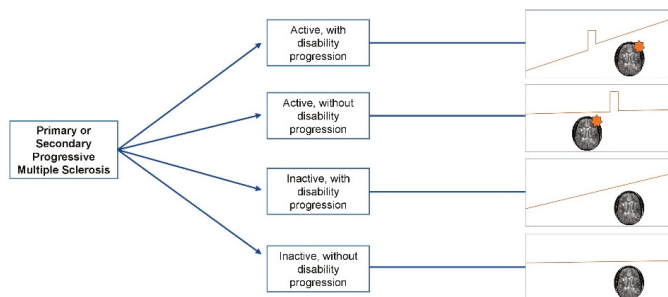 Active, with
disability
progression
Active, without
disability
progression
Primary or
Secondary
Progressive
Multiple Sclerosis
Inactive, with
disability
progression
Inactive, without
disability
progression